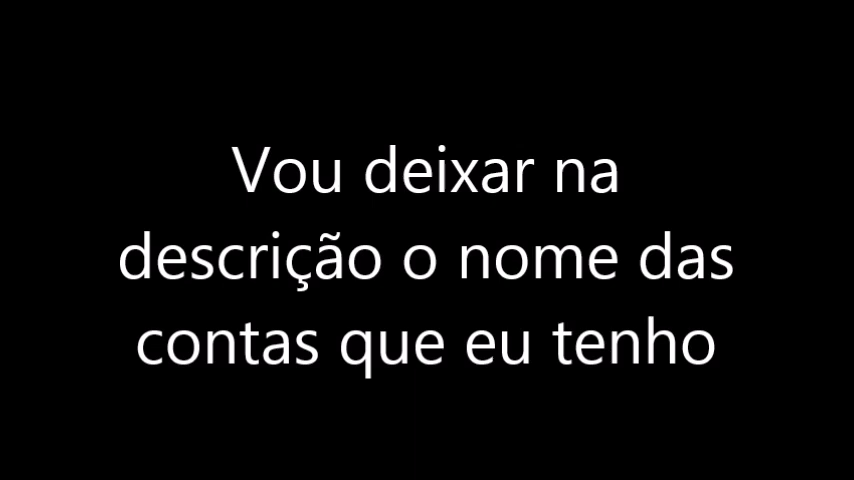 Vou deixar na
descrição o nome das
contas que eu tenho